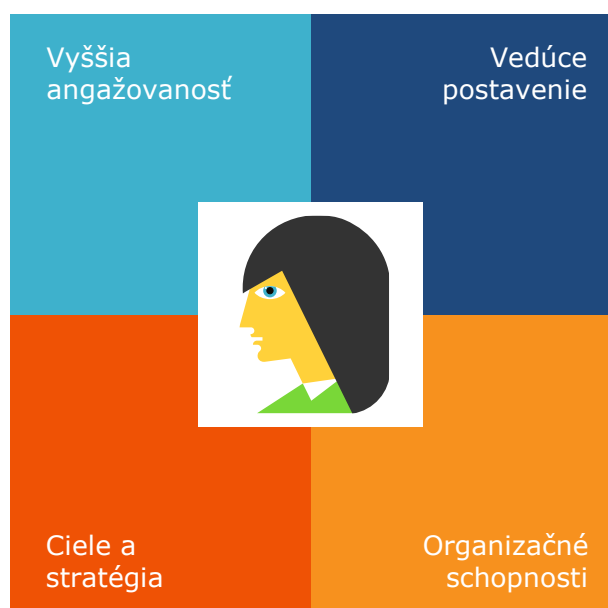 Vyššia
angažovanosť
Vedúce
postavenie
Ciele a
stratégia
Organizačné
schopnosti